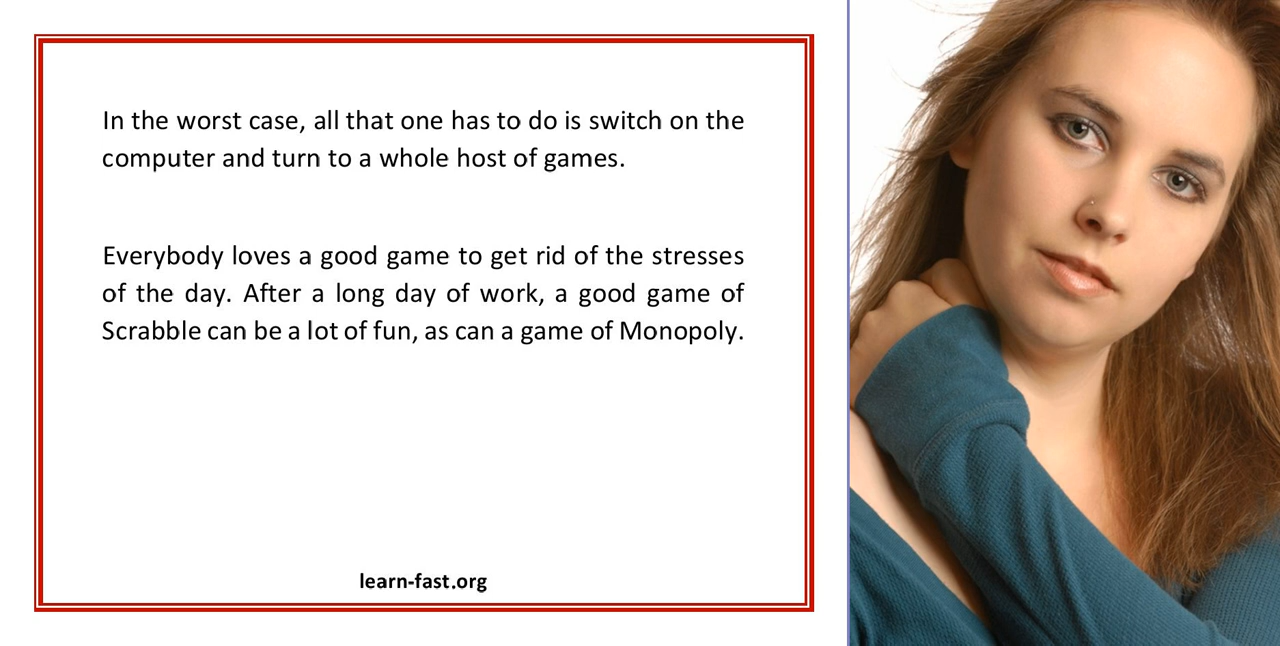 In the worst case, all that one has to do is switch on the
computer and turn to a whole host of games.
Everybody loves a good game to get rid of the stresses
of the day. After a long day of work, a good game of
Scrabble can be a lot of fun, as can a game of Monopoly.
learn-fast.org